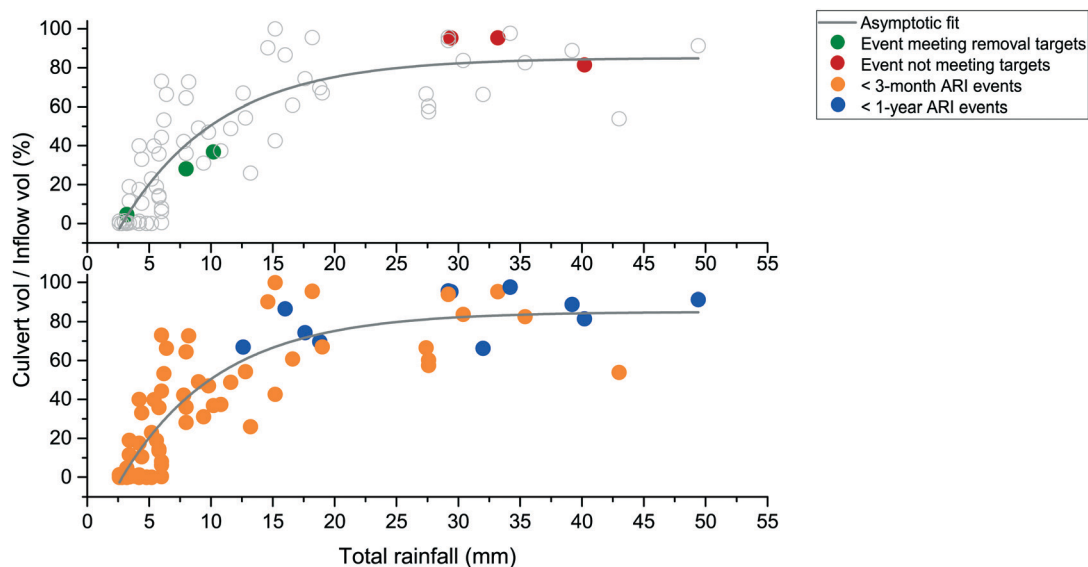 100
80
60
40
20
0
0 5 10 15 20 25 30 35 40 45 50 55
100
80
60
40
20
0
0 5 10 15 20 25 30 35 40 45 50 55
Culvert vol / Inflow vol (%)
Total rainfall (mm)
Asymptotic fit
Event meeting removal targets
Event not meeting targets
< 3-month ARI events
< 1-year ARI events